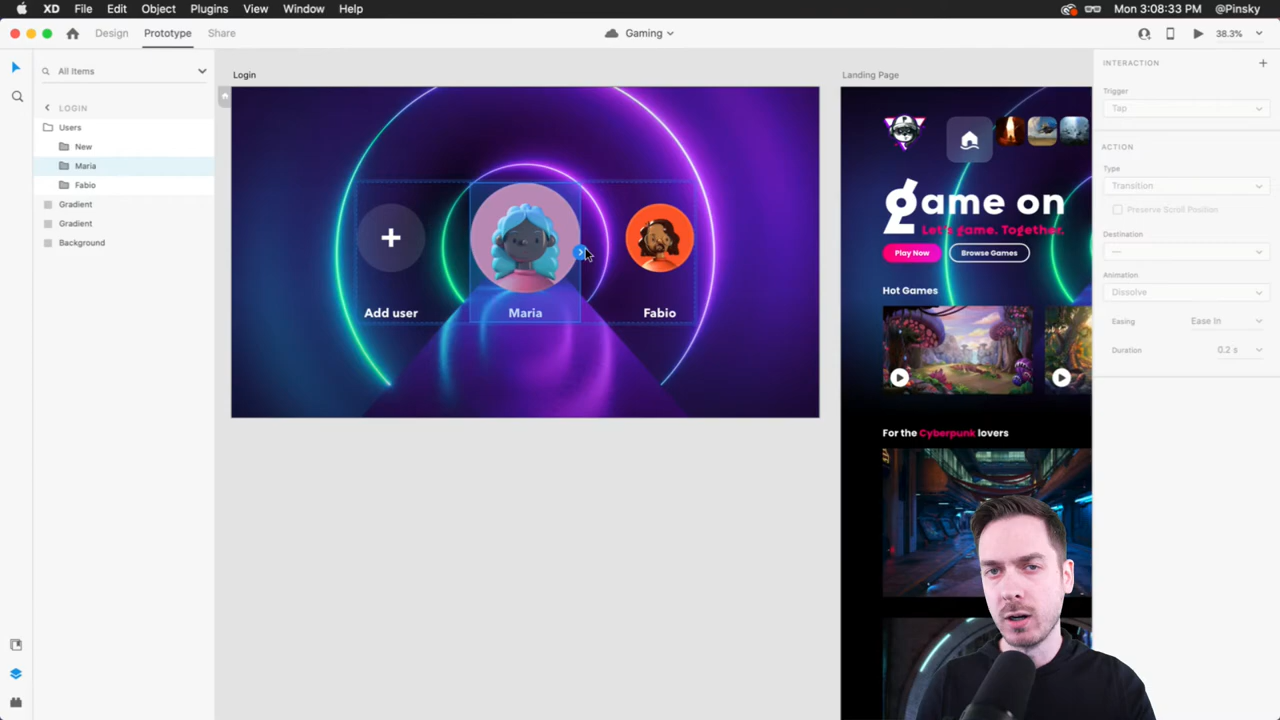 XD File Edit Object Plugins Window View Help Mon 3:08:33 PM @Pinsky
Design Prototype Share Gaming 38.3%
All Items
LOGIN
Users
New
Maria
Fabio
Gradient
Gradient
Background
Login
Add user
Maria
Fabio
Landing Page
game on
Let's game. Together.
Play Now Browse Games
Hot Games
For the Cyberpunk lovers
INTERACTION
Trigger
Tap
ACTION
Type
Transition
Preserve Scroll Position
Destination
Animation
Dissolve
Easing Ease In
Duration 0.2 s